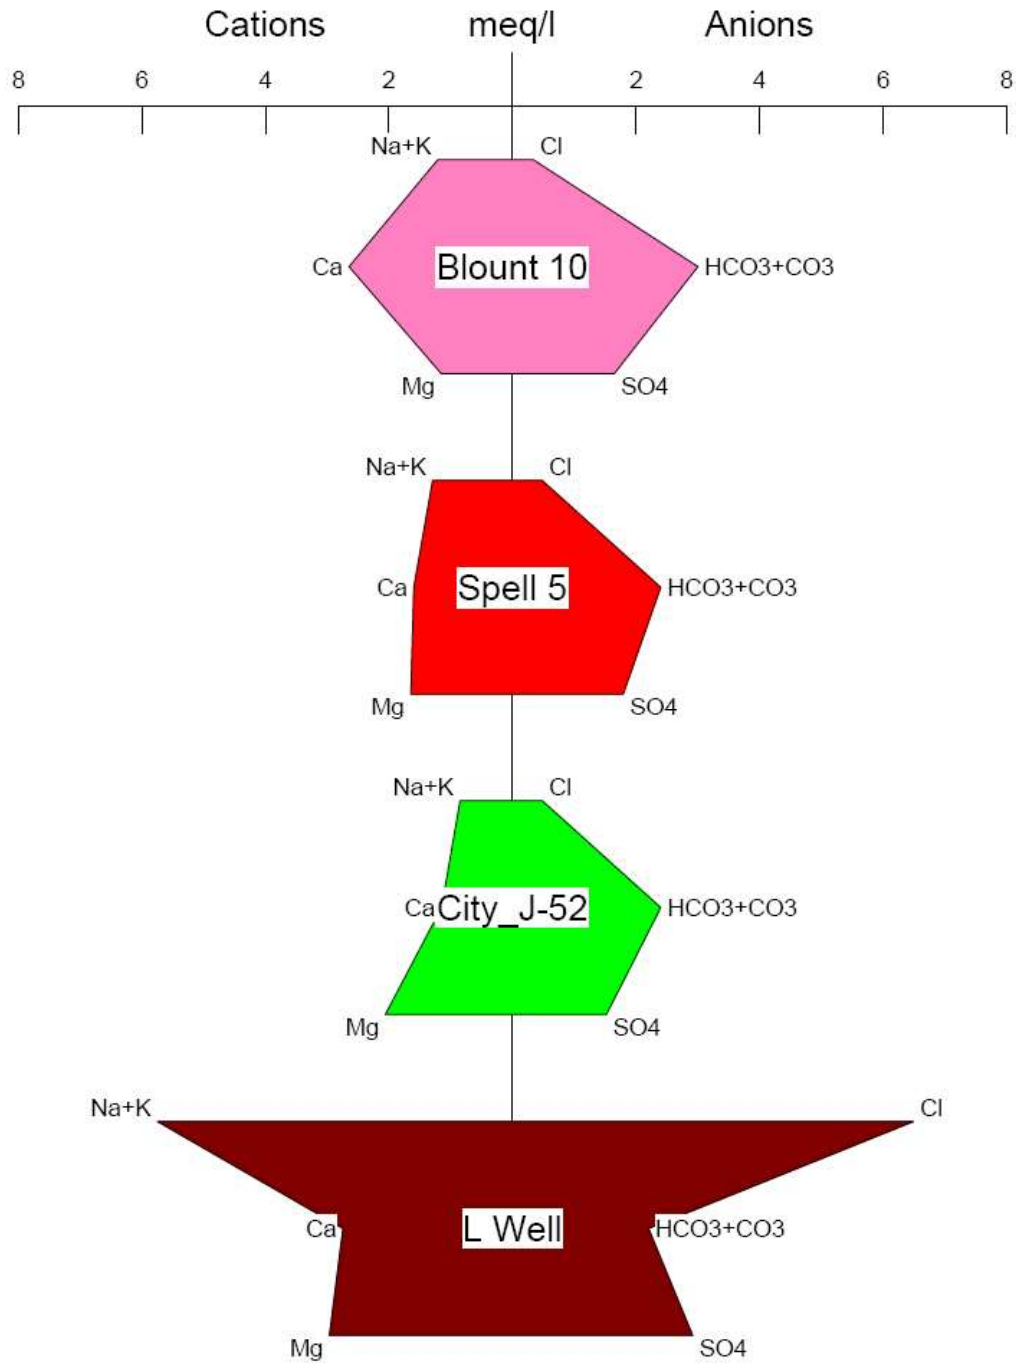 Cations meq/l Anions
8 6 4 2 2 4 6 8
Na+K Cl
Ca Blount 10 HCO3+CO3
Mg SO4
Na+K Cl
Ca Spell 5 HCO3+CO3
Mg SO4
Na+K Cl
Ca City_J-52 HCO3+CO3
Mg SO4
Na+K Cl
Ca L Well HCO3+CO3
Mg SO4